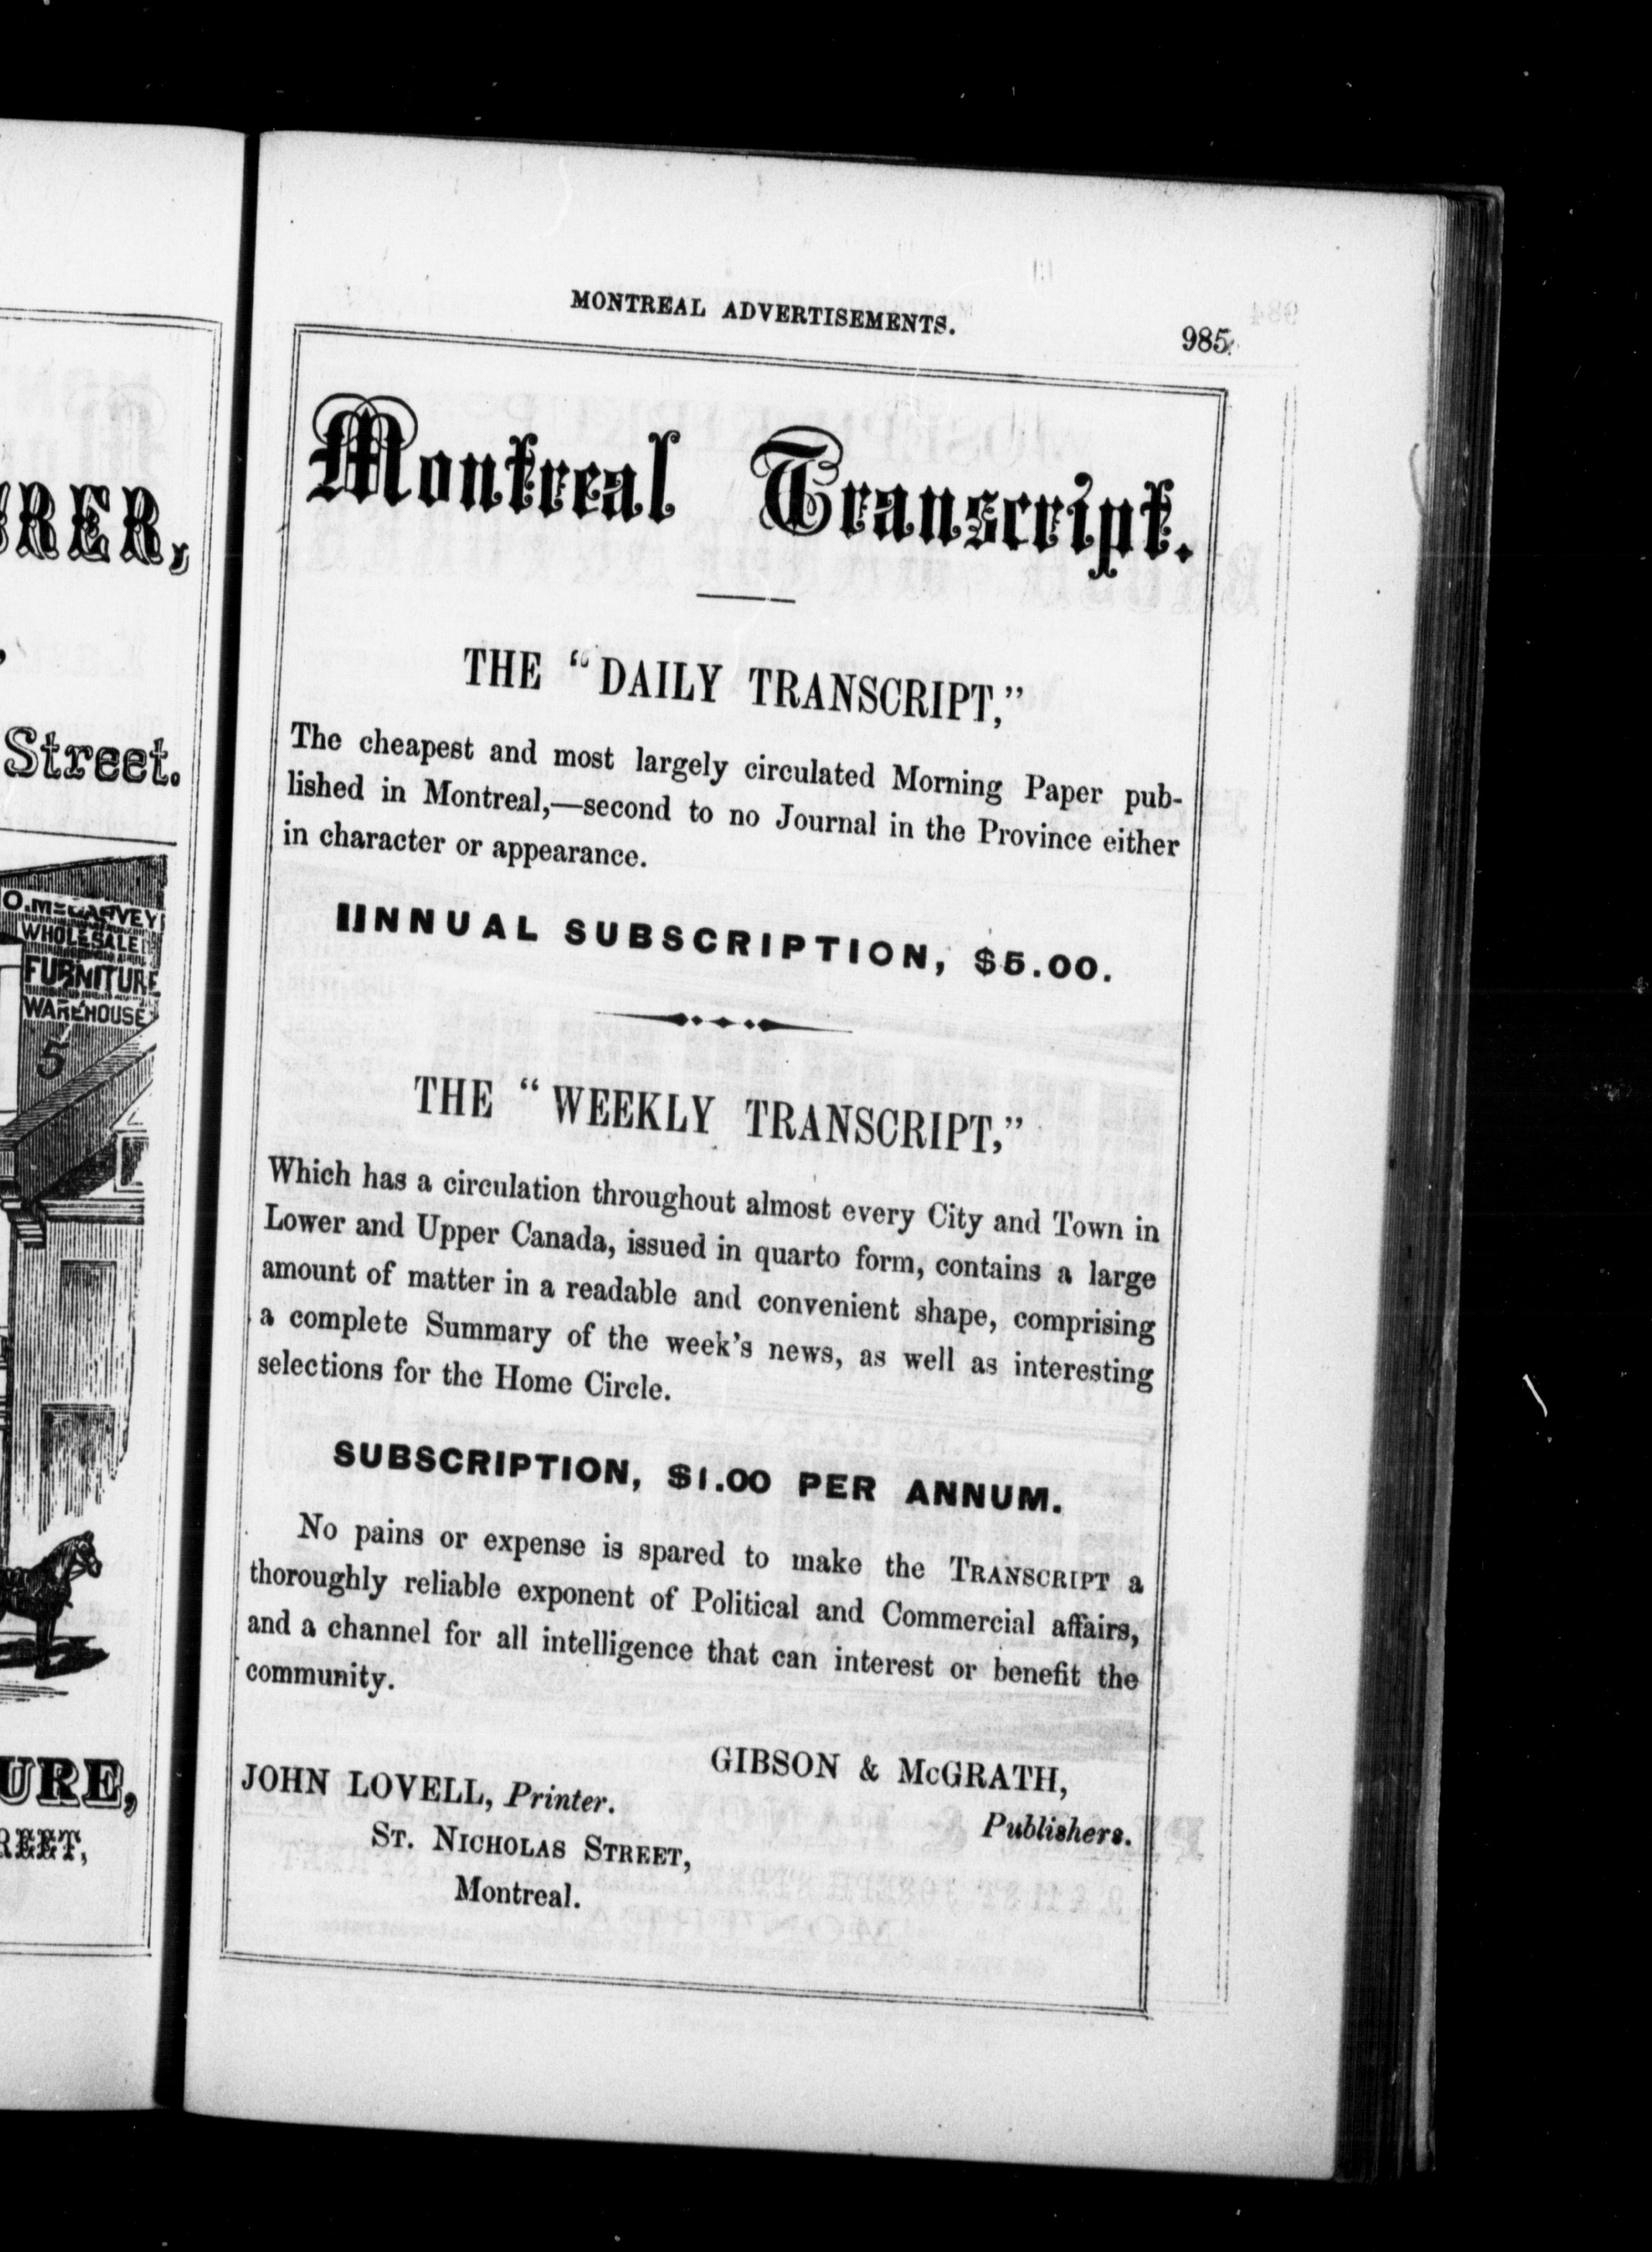 RER,
Street.
O. McGARVEY
WHOLESALE
FURNITURE
WAREHOUSE
5
URE,
REET,
MONTREAL ADVERTISEMENTS.
985
Montreal Transcript.
THE "DAILY TRANSCRIPT,"
The cheapest and most largely circulated Morning Paper pub-
lished in Montreal,—second to no Journal in the Province either
in character or appearance.
ANNUAL SUBSCRIPTION, $5.00.
THE "WEEKLY TRANSCRIPT,"
Which has a circulation throughout almost every City and Town in
Lower and Upper Canada, issued in quarto form, contains a large
amount of matter in a readable and convenient shape, comprising
a complete Summary of the week's news, as well as interesting
selections for the Home Circle.
SUBSCRIPTION, $1.00 PER ANNUM.
No pains or expense is spared to make the TRANSCRIPT a
thoroughly reliable exponent of Political and Commercial affairs,
and a channel for all intelligence that can interest or benefit the
community.
GIBSON & McGRATH,
Publishers.
JOHN LOVELL, Printer.
ST. NICHOLAS STREET,
Montreal.